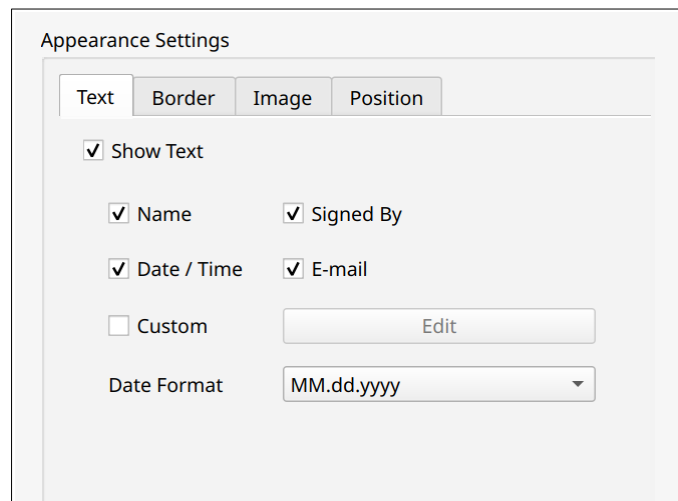 Appearance Settings
Text Border Image Position
Show Text
Name Signed By
Date / Time E-mail
Custom Edit
Date Format MM.dd.yyyy